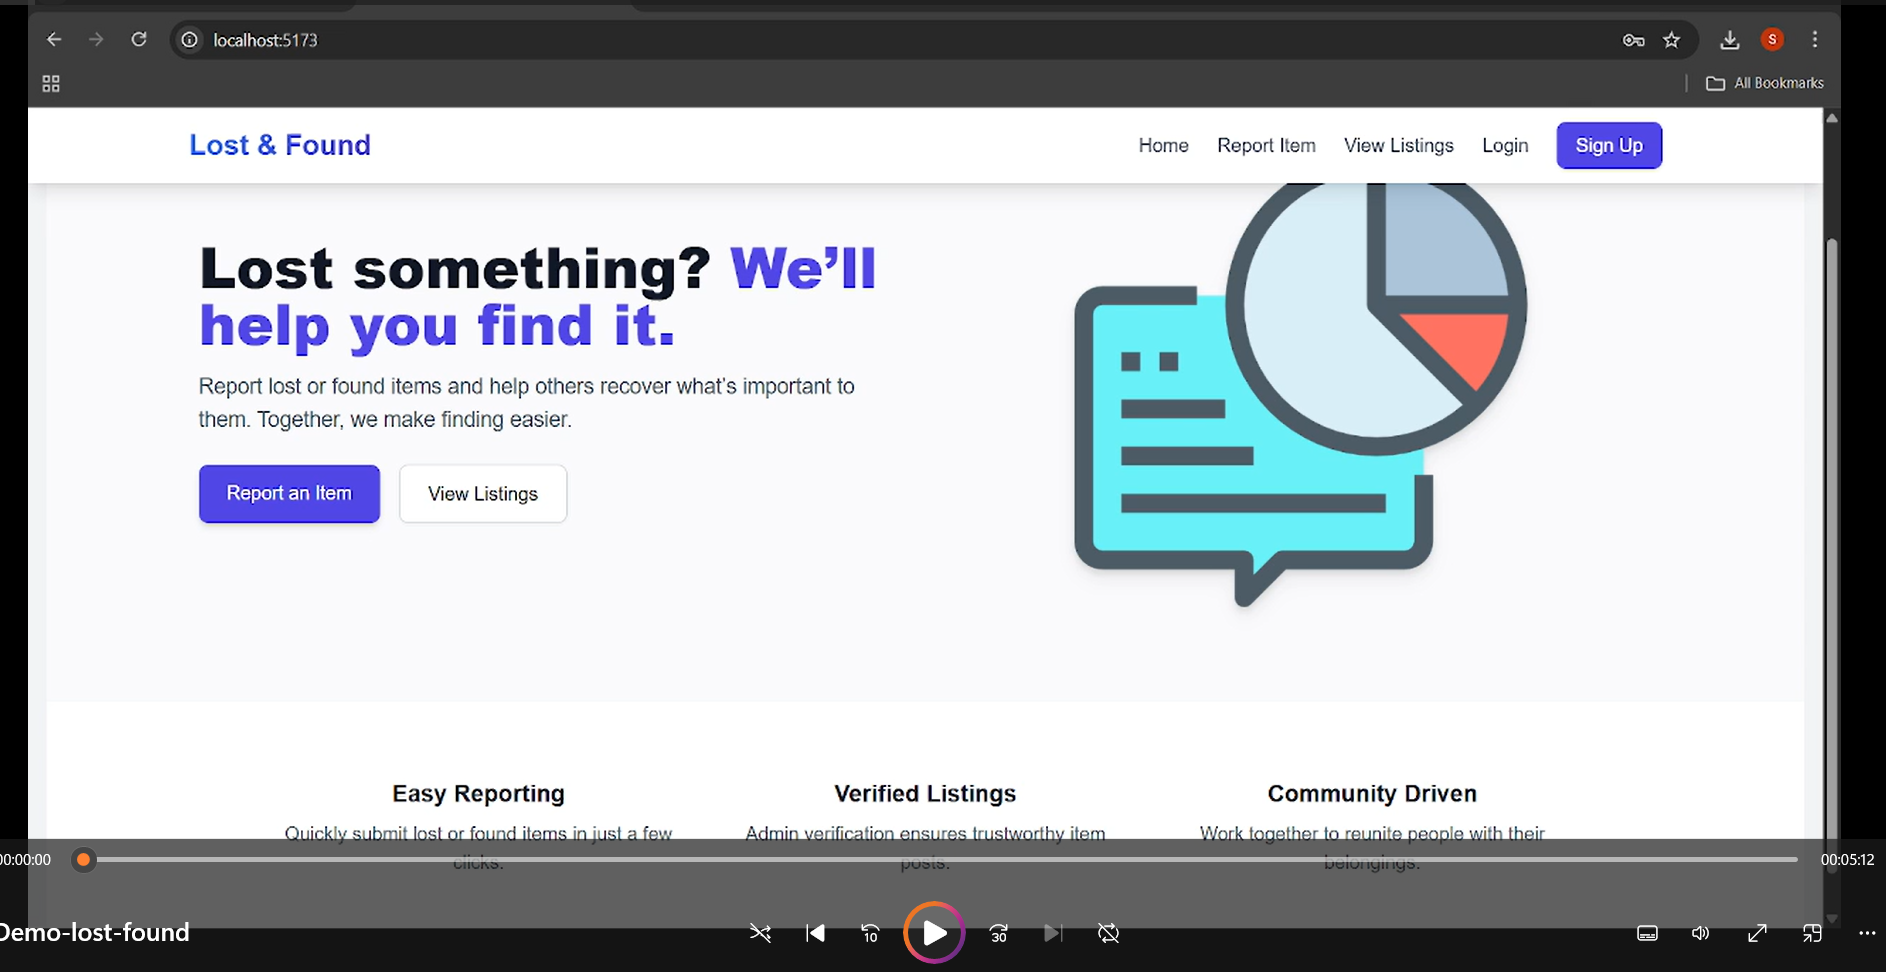 localhost:5173
S
All Bookmarks
Lost & Found
Home Report Item View Listings Login Sign Up
Lost something? We’ll
help you find it.
Report lost or found items and help others recover what’s important to
them. Together, we make finding easier.
Report an Item View Listings
Easy Reporting Verified Listings Community Driven
Quickly submit lost or found items in just a few Admin verification ensures trustworthy item Work together to reunite people with their
clicks. posts. belongings.
00:00:00 00:05:12
Demo-lost-found
10 30